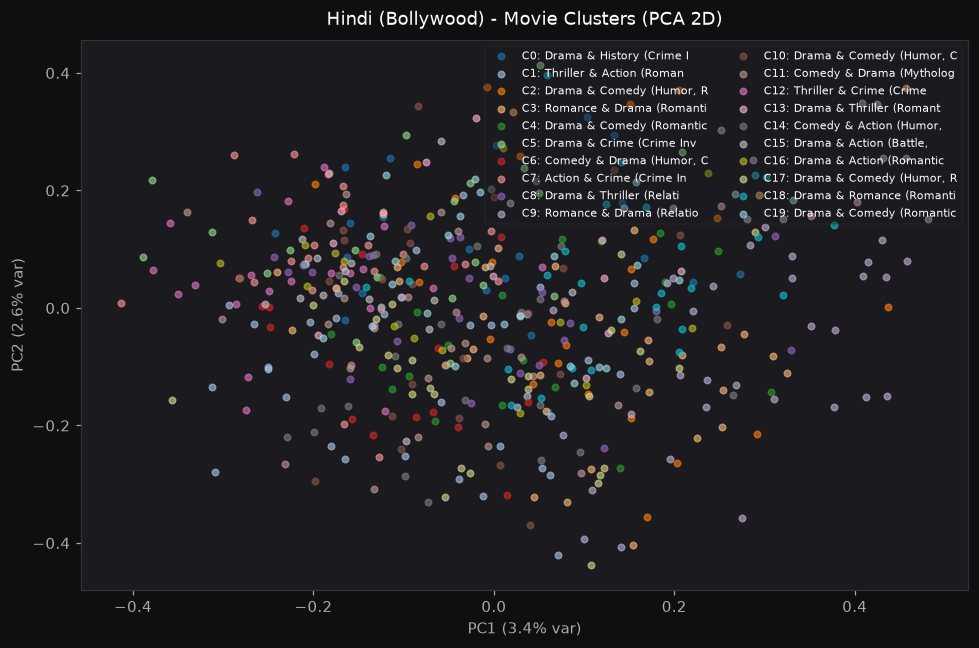 Hindi (Bollywood) - Movie Clusters (PCA 2D)
C0: Drama & History (Crime I
C1: Thriller & Action (Roman
C2: Drama & Comedy (Humor, R
C3: Romance & Drama (Romanti
C4: Drama & Comedy (Romantic
C5: Drama & Crime (Crime Inv
C6: Comedy & Drama (Humor, C
C7: Action & Crime (Crime In
C8: Drama & Thriller (Relati
C9: Romance & Drama (Relatio
C10: Drama & Comedy (Humor, C
C11: Comedy & Drama (Mytholog
C12: Thriller & Crime (Crime
C13: Drama & Thriller (Romant
C14: Comedy & Action (Humor,
C15: Drama & Action (Battle,
C16: Drama & Action (Romantic
C17: Drama & Comedy (Humor, R
C18: Drama & Romance (Romanti
C19: Drama & Comedy (Romantic
0.4
0.2
0.0
−0.2
−0.4
PC2 (2.6% var)
−0.4
−0.2
0.0
0.2
0.4
PC1 (3.4% var)